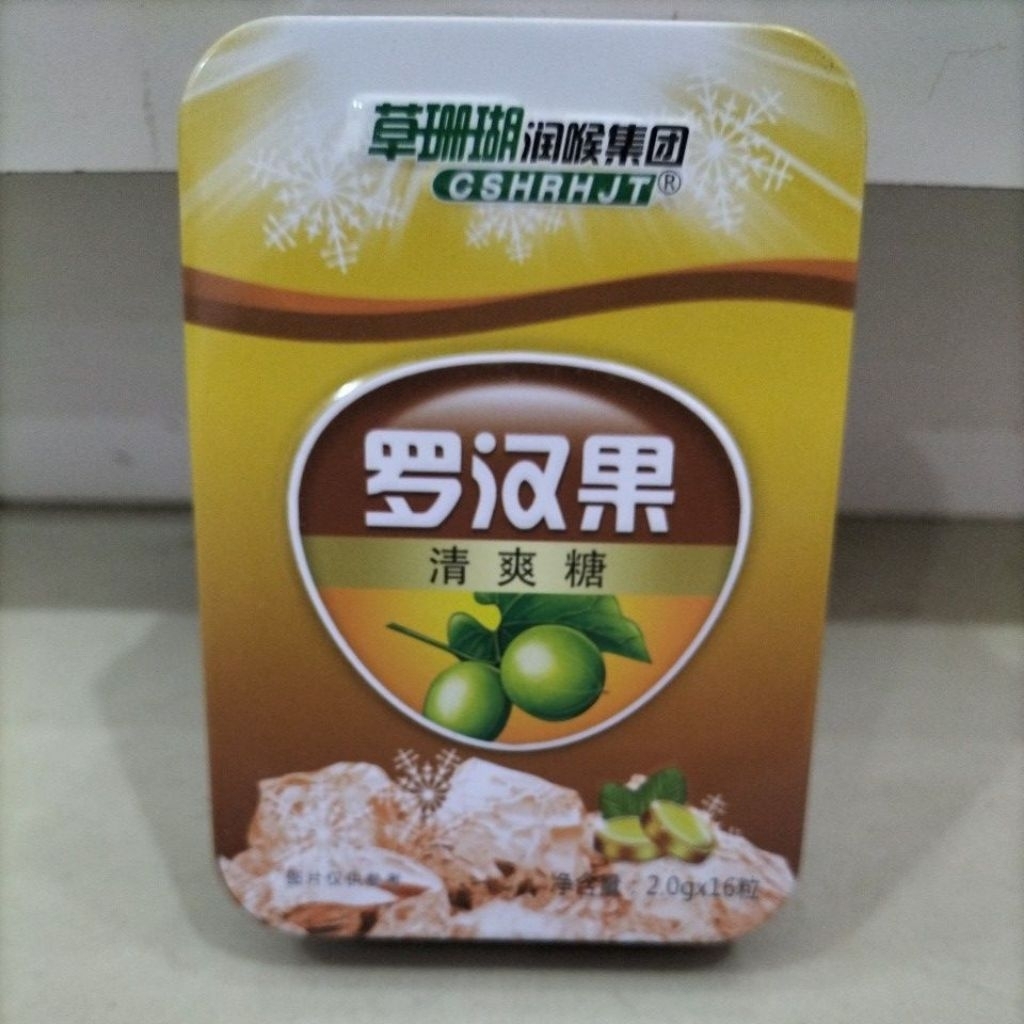 草珊瑚润喉集团
CSHRHJT®
罗汉果
清爽糖
图片仅供参考
净含量：2.0gx16粒